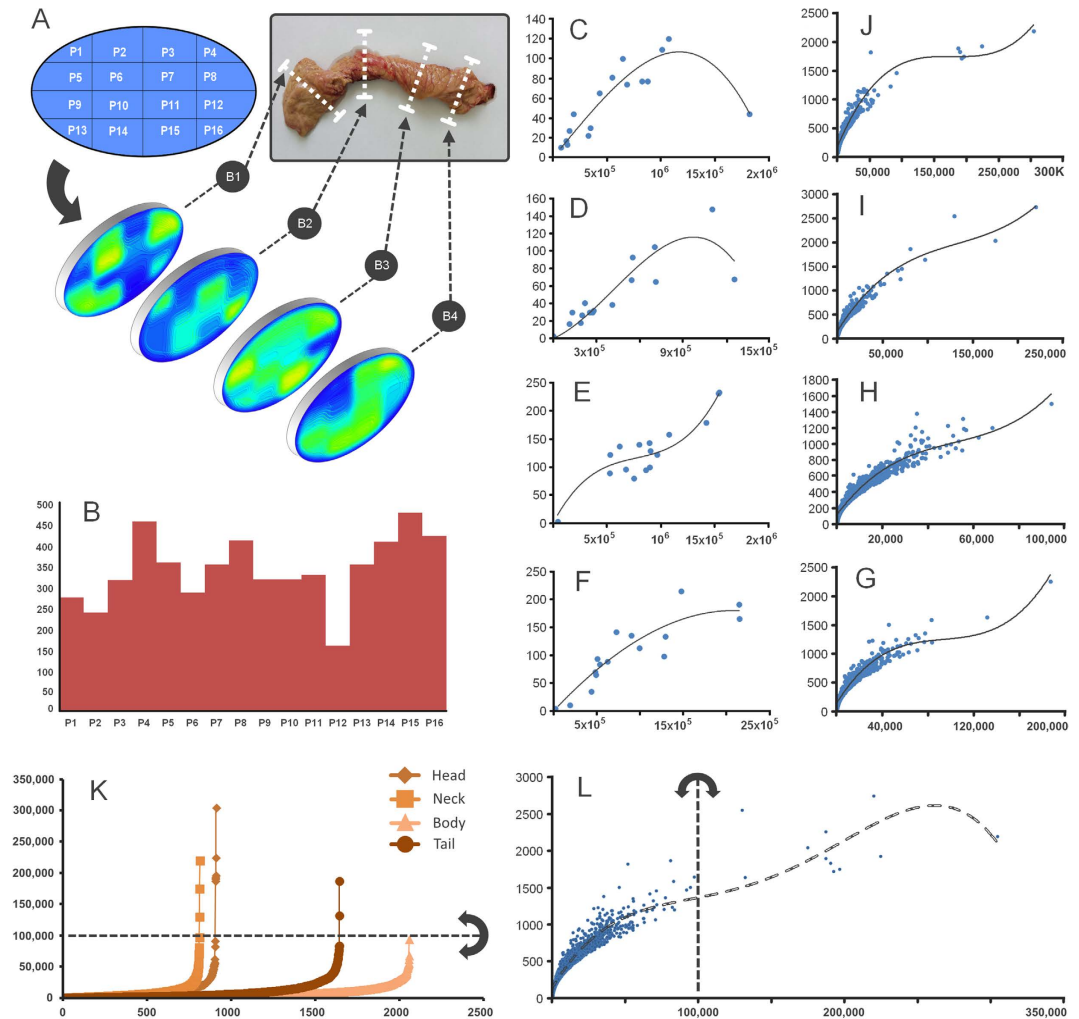 A
P1 P2 P3 P4
P5 P6 P7 P8
P9 P10 P11 P12
P13 P14 P15 P16
B1
B2
B3
B4
B
500
450
400
350
300
250
200
150
100
50
0
P1 P2 P3 P4 P5 P6 P7 P8 P9 P10 P11 P12 P13 P14 P15 P16
C
140
120
100
80
60
40
20
0
5x10⁵ 10⁶ 15x10⁵ 2x10⁶
D
160
140
120
100
80
60
40
20
0
3x10⁵ 9x10⁵ 15x10⁵
E
250
200
150
100
50
0
5x10⁵ 10⁶ 15x10⁵ 2x10⁶
F
250
200
150
100
50
0
5x10⁵ 15x10⁵ 25x10⁵
J
2500
2000
1500
1000
500
0
50,000 150,000 250,000 300K
I
3000
2500
2000
1500
1000
500
0
50,000 150,000 250,000
H
1800
1600
1400
1200
1000
800
600
400
200
0
20,000 60,000 100,000
G
2500
2000
1500
1000
500
0
40,000 120,000 200,000
K
350,000
300,000
250,000
200,000
150,000
100,000
50,000
0
0 500 1000 1500 2000 2500
Head
Neck
Body
Tail
L
3000
2500
2000
1500
1000
500
0
100,000 200,000 350,000